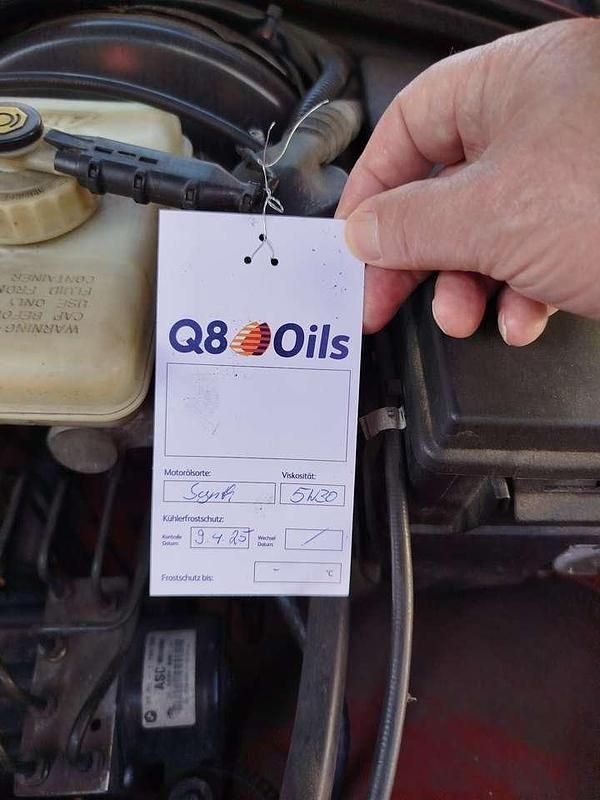 Q8 Oils
Motorölsorte:
Viskosität:
Synth
5W30
Kühlerfrostschutz:
Kontrolle
Datum:
9.4.25
Wechsel
Datum:
/
Frostschutz bis:
- °C
WARNING
CAP BEFO
USE ONLY
FLUID FROM
CONTAINER
ASC